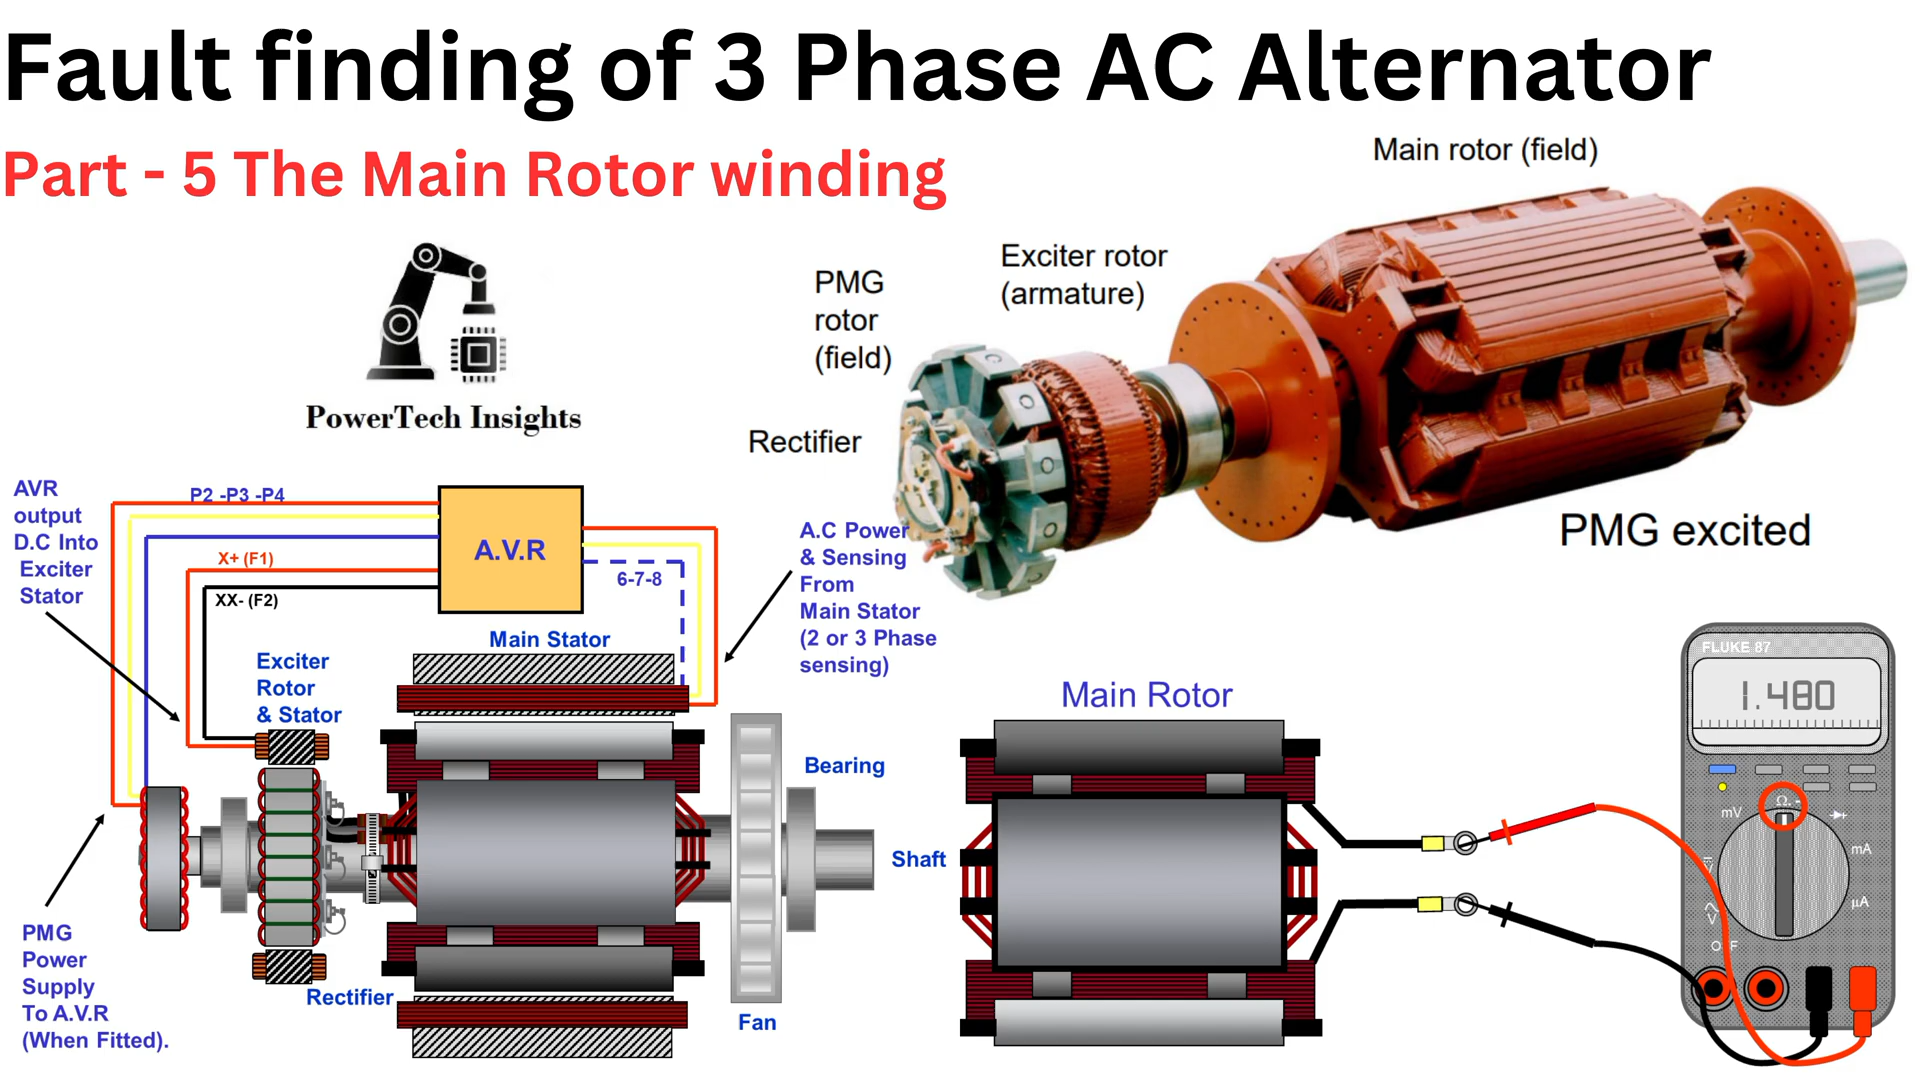 Fault finding of 3 Phase AC Alternator
Part - 5 The Main Rotor winding
Main rotor (field)
Exciter rotor
(armature)
PMG
rotor
(field)
Rectifier
PMG excited
PowerTech Insights
AVR
output
D.C Into
Exciter
Stator
P2 -P3 -P4
X+ (F1)
XX- (F2)
A.V.R
6-7-8
A.C Power
& Sensing
From
Main Stator
(2 or 3 Phase
sensing)
Main Stator
Exciter
Rotor
& Stator
Bearing
Shaft
Fan
Rectifier
PMG
Power
Supply
To A.V.R
(When Fitted).
Main Rotor
FLUKE 87
1.480
Ω
mV
mA
µA
V
OFF